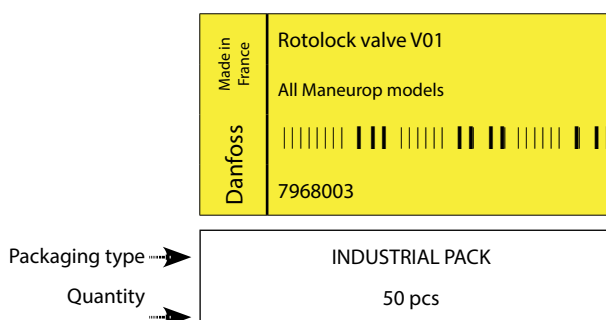 Made in
France
Danfoss
Rotolock valve V01
All Maneurop models
7968003
Packaging type
INDUSTRIAL PACK
Quantity
50 pcs